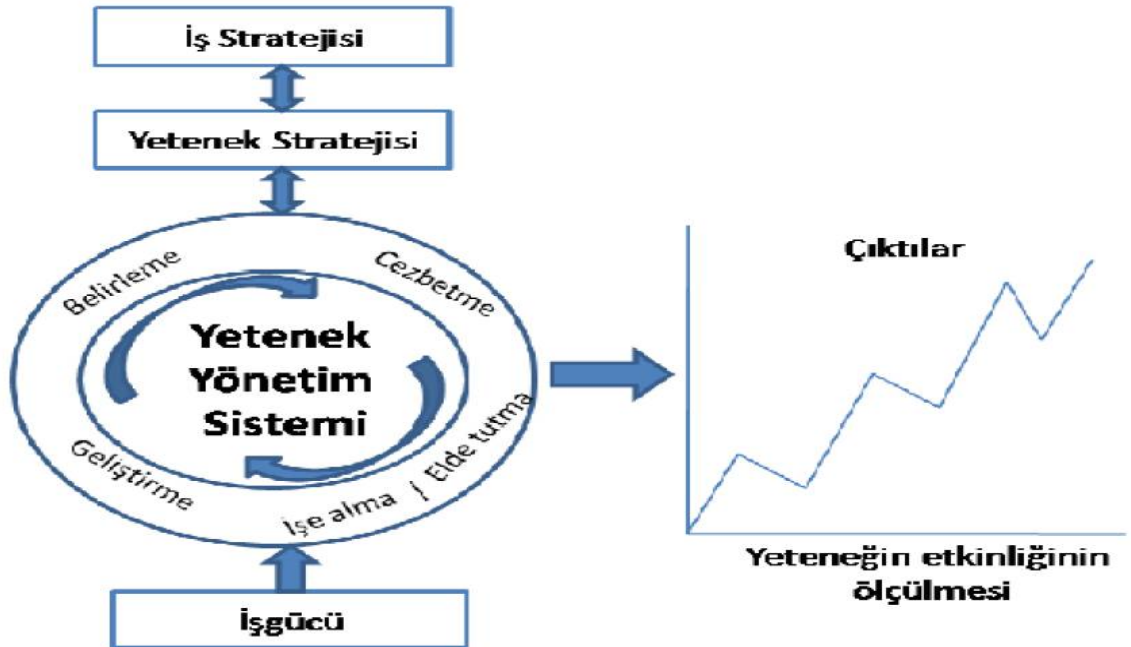 İş Stratejisi
Yetenek Stratejisi
Belirleme
Cezbetme
Yetenek
Yönetim
Sistemi
Geliştirme
İşe alma / Elde tutma
İşgücü
Çıktılar
Yeteneğin etkinliğinin
ölçülmesi